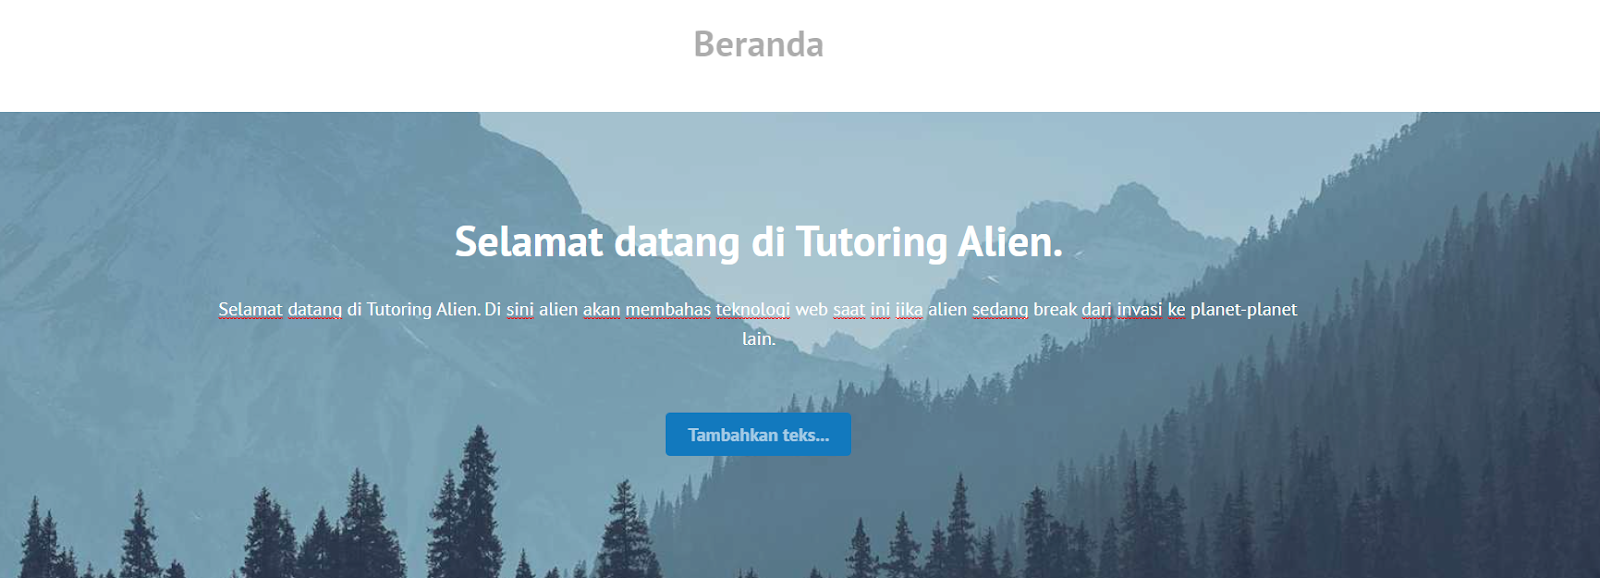 Beranda
Selamat datang di Tutoring Alien.
Selamat datang di Tutoring Alien. Di sini alien akan membahas teknologi web saat ini jika alien sedang break dari invasi ke planet-planet
lain.
Tambahkan teks...